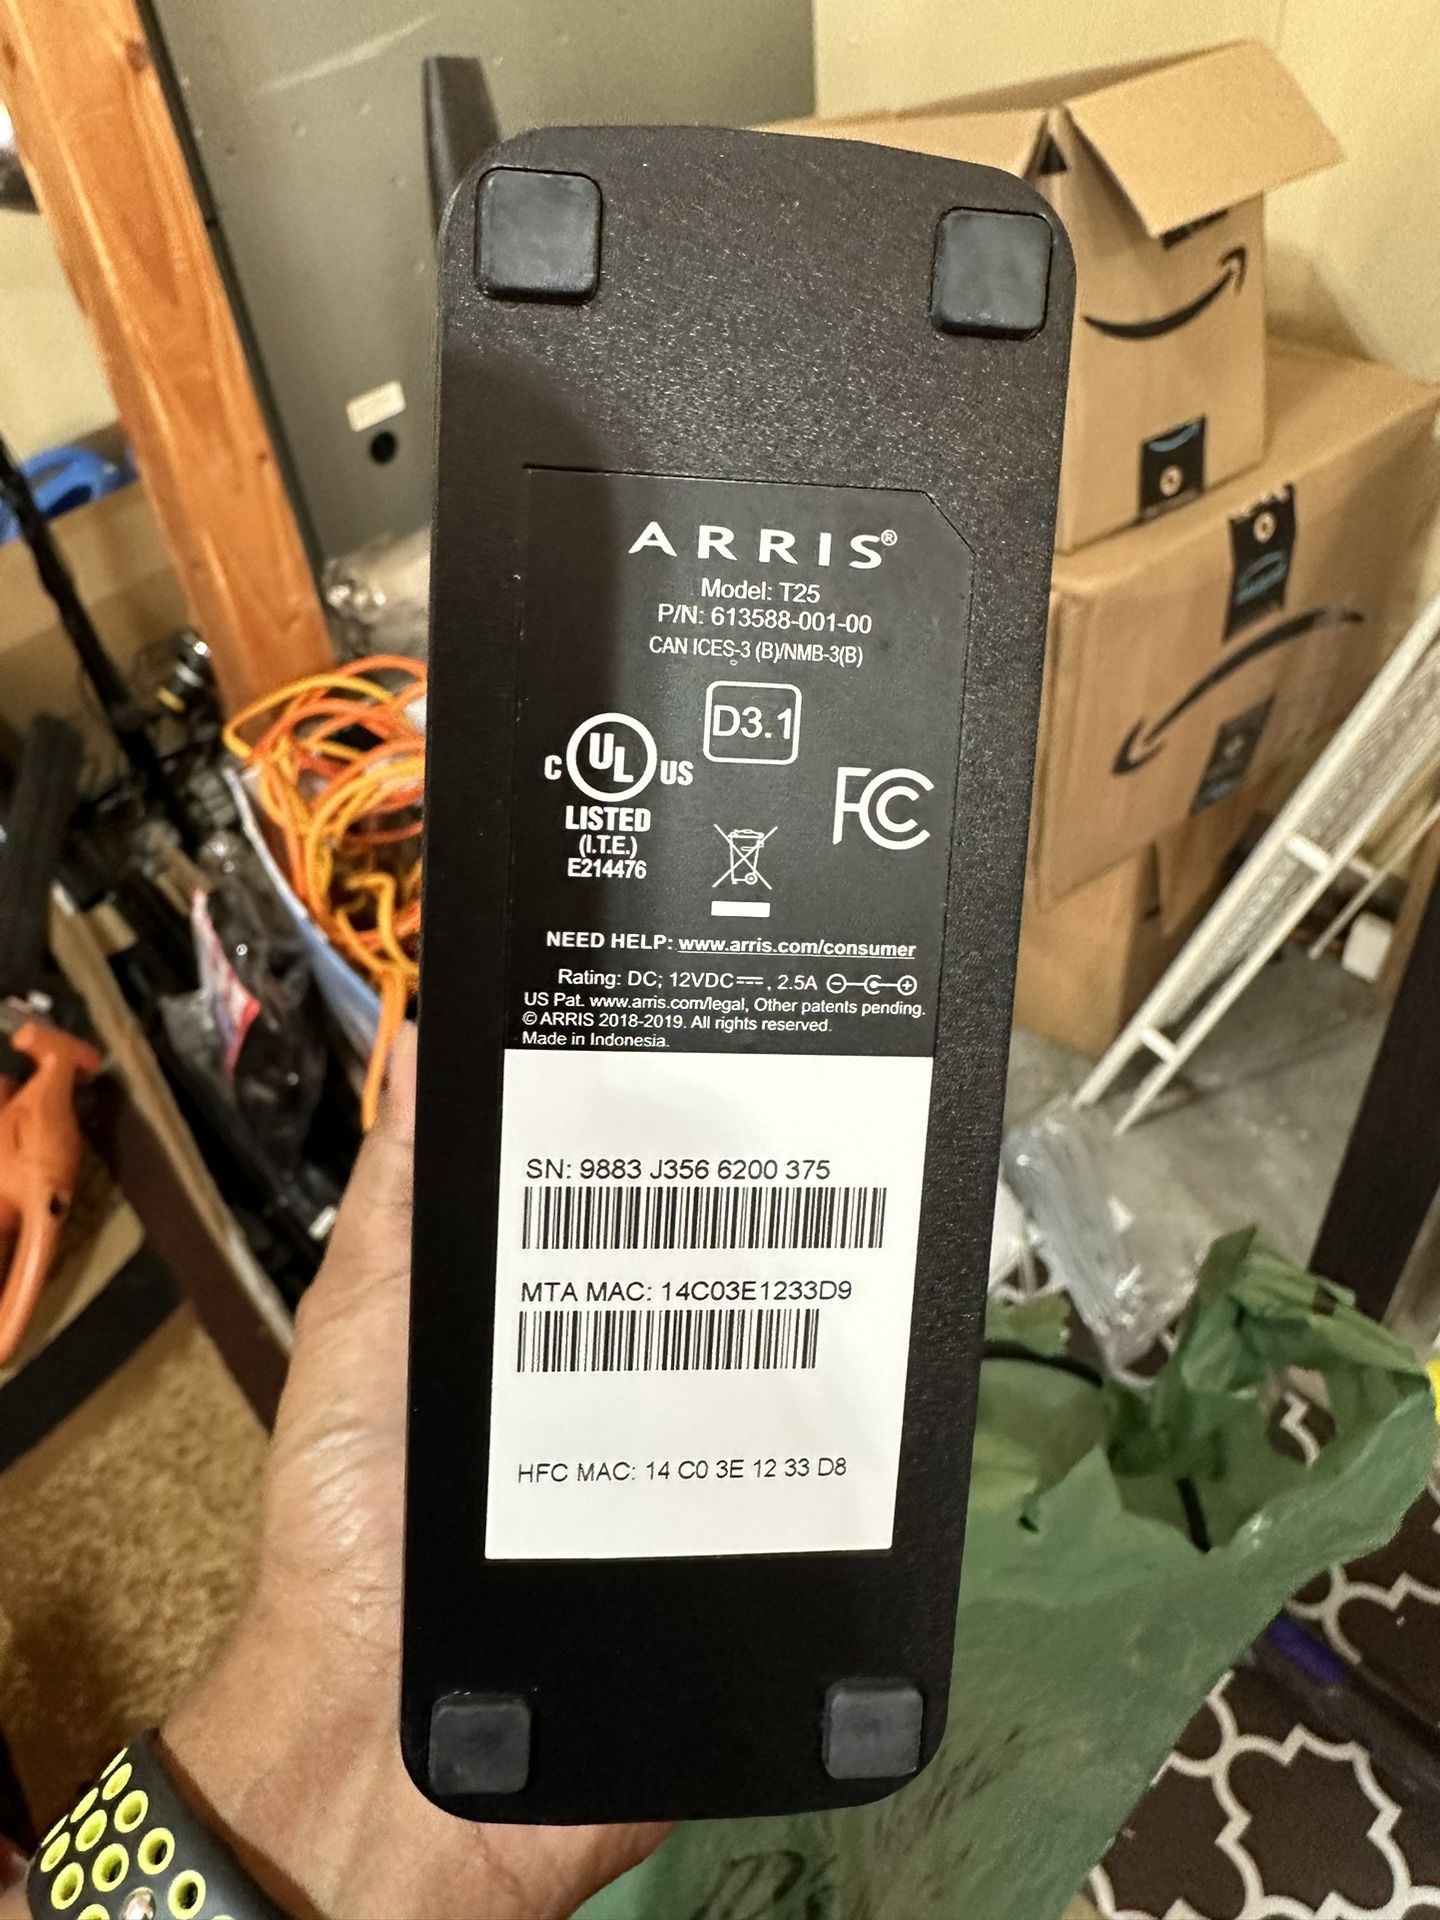 ARRIS®
Model: T25
P/N: 613588-001-00
CAN ICES-3 (B)/NMB-3(B)
D3.1
C UL US
LISTED
(I.T.E.)
E214476
FC
NEED HELP: www.arris.com/consumer
Rating: DC; 12VDC⎓, 2.5A
US Pat. www.arris.com/legal, Other patents pending.
© ARRIS 2018-2019. All rights reserved.
Made in Indonesia.
SN: 9883 J356 6200 375
MTA MAC: 14C03E1233D9
HFC MAC: 14 C0 3E 12 33 D8